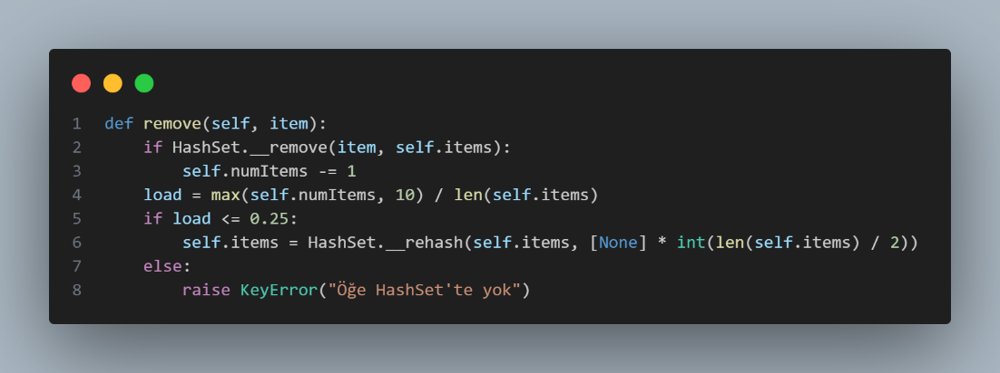 1 def remove(self, item):
2     if HashSet.__remove(item, self.items):
3         self.numItems -= 1
4     load = max(self.numItems, 10) / len(self.items)
5     if load <= 0.25:
6         self.items = HashSet.__rehash(self.items, [None] * int(len(self.items) / 2))
7     else:
8         raise KeyError("Öğe HashSet'te yok")